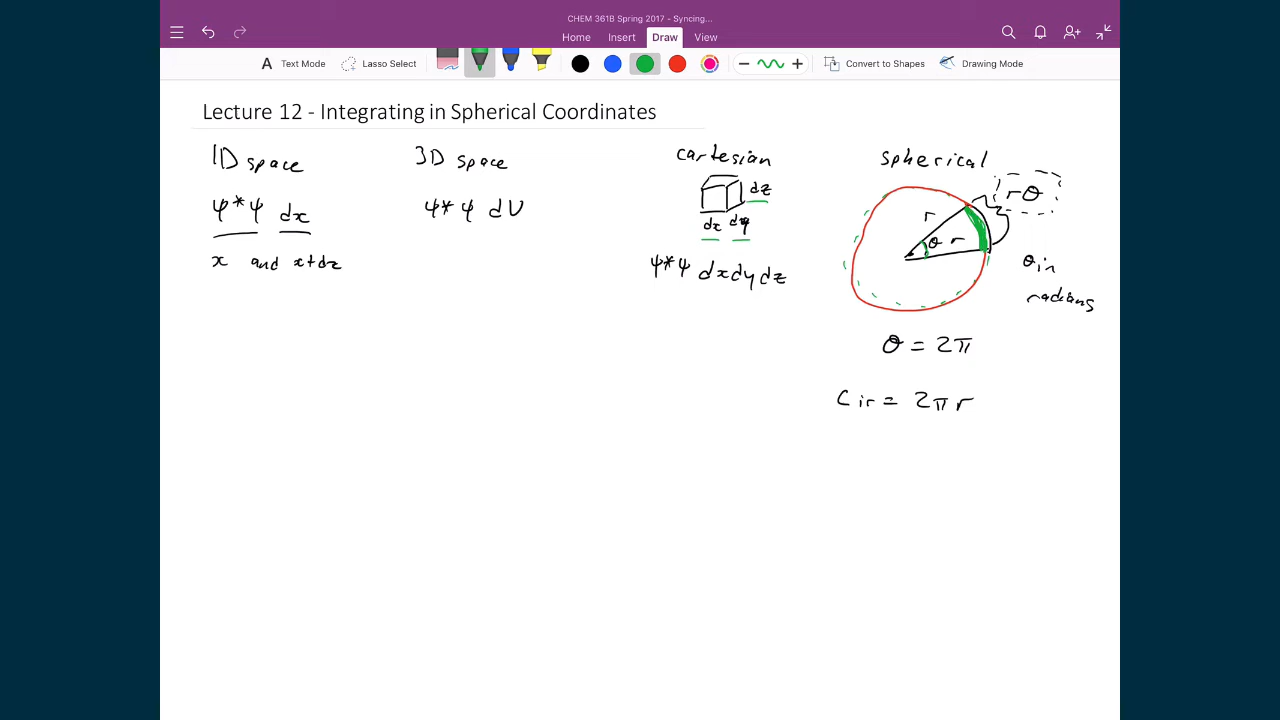 CHEM 361B Spring 2017 - Syncing...
Home Insert Draw View
Text Mode Lasso Select Convert to Shapes Drawing Mode
Lecture 12 - Integrating in Spherical Coordinates
1D space
ψ*ψ dx
x and x+dx
3D space
ψ*ψ dV
cartesian
dz
dx dy
ψ*ψ dxdydz
spherical
rθ
r
θ r
θ in
radians
θ = 2π
Cir = 2πr